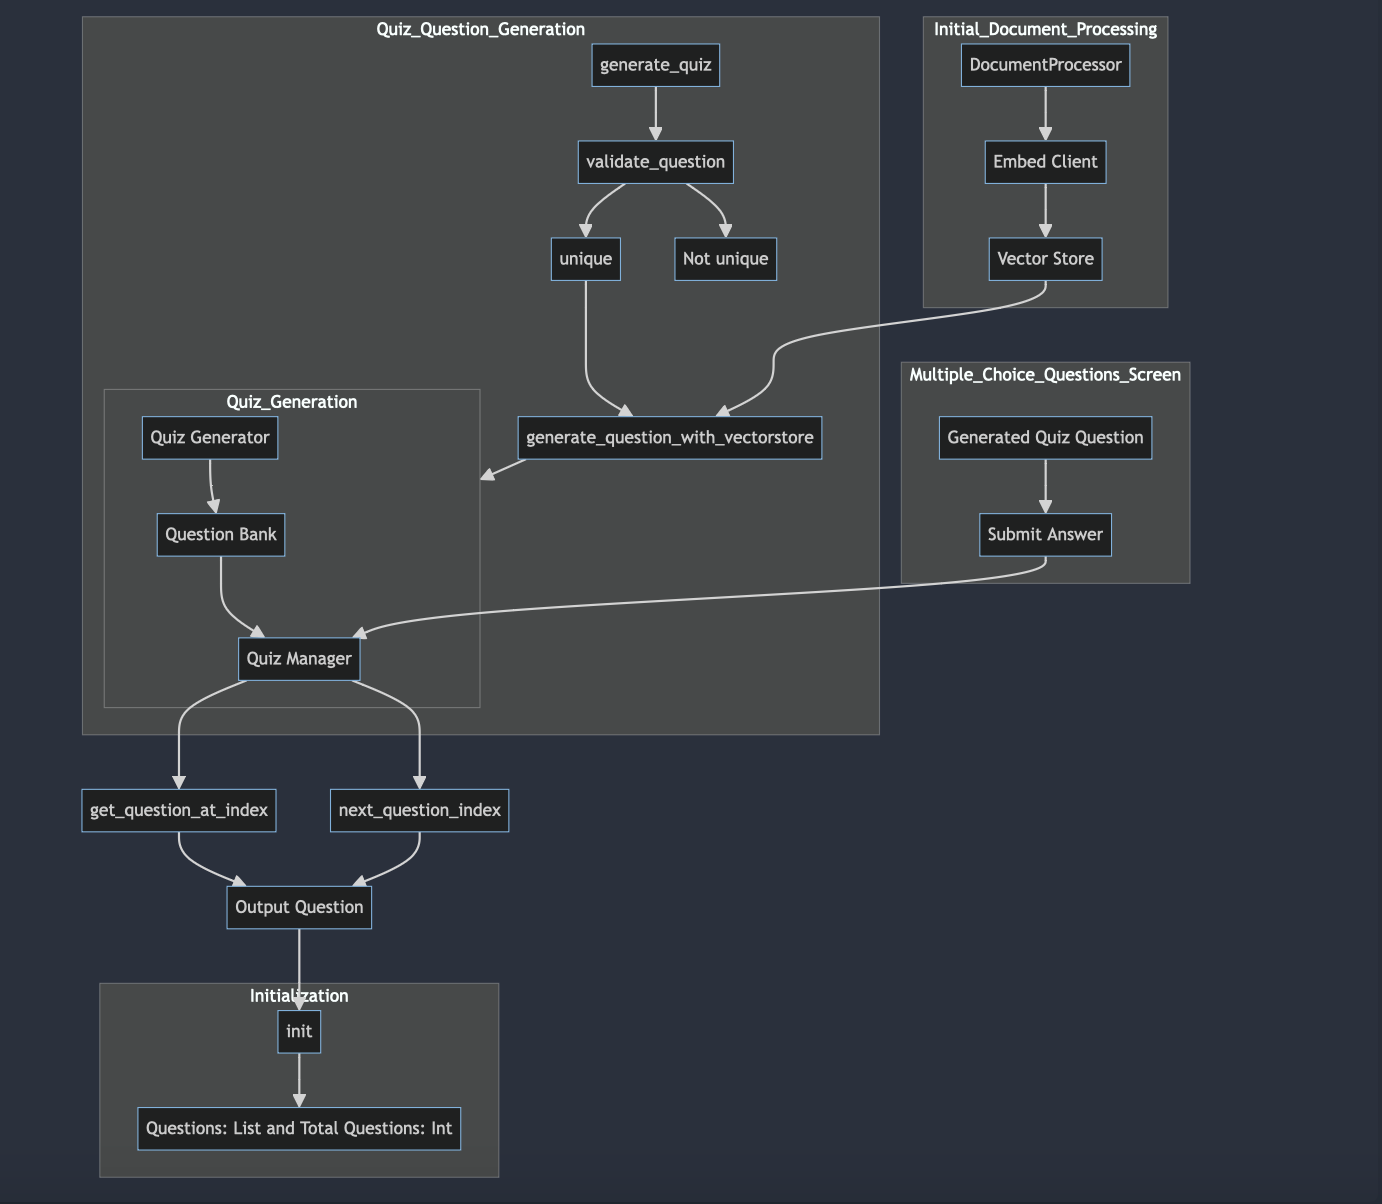 Quiz_Question_Generation
generate_quiz
validate_question
unique
Not unique
generate_question_with_vectorstore
Quiz_Generation
Quiz Generator
Question Bank
Quiz Manager
Initial_Document_Processing
DocumentProcessor
Embed Client
Vector Store
Multiple_Choice_Questions_Screen
Generated Quiz Question
Submit Answer
get_question_at_index
next_question_index
Output Question
Initialization
init
Questions: List and Total Questions: Int